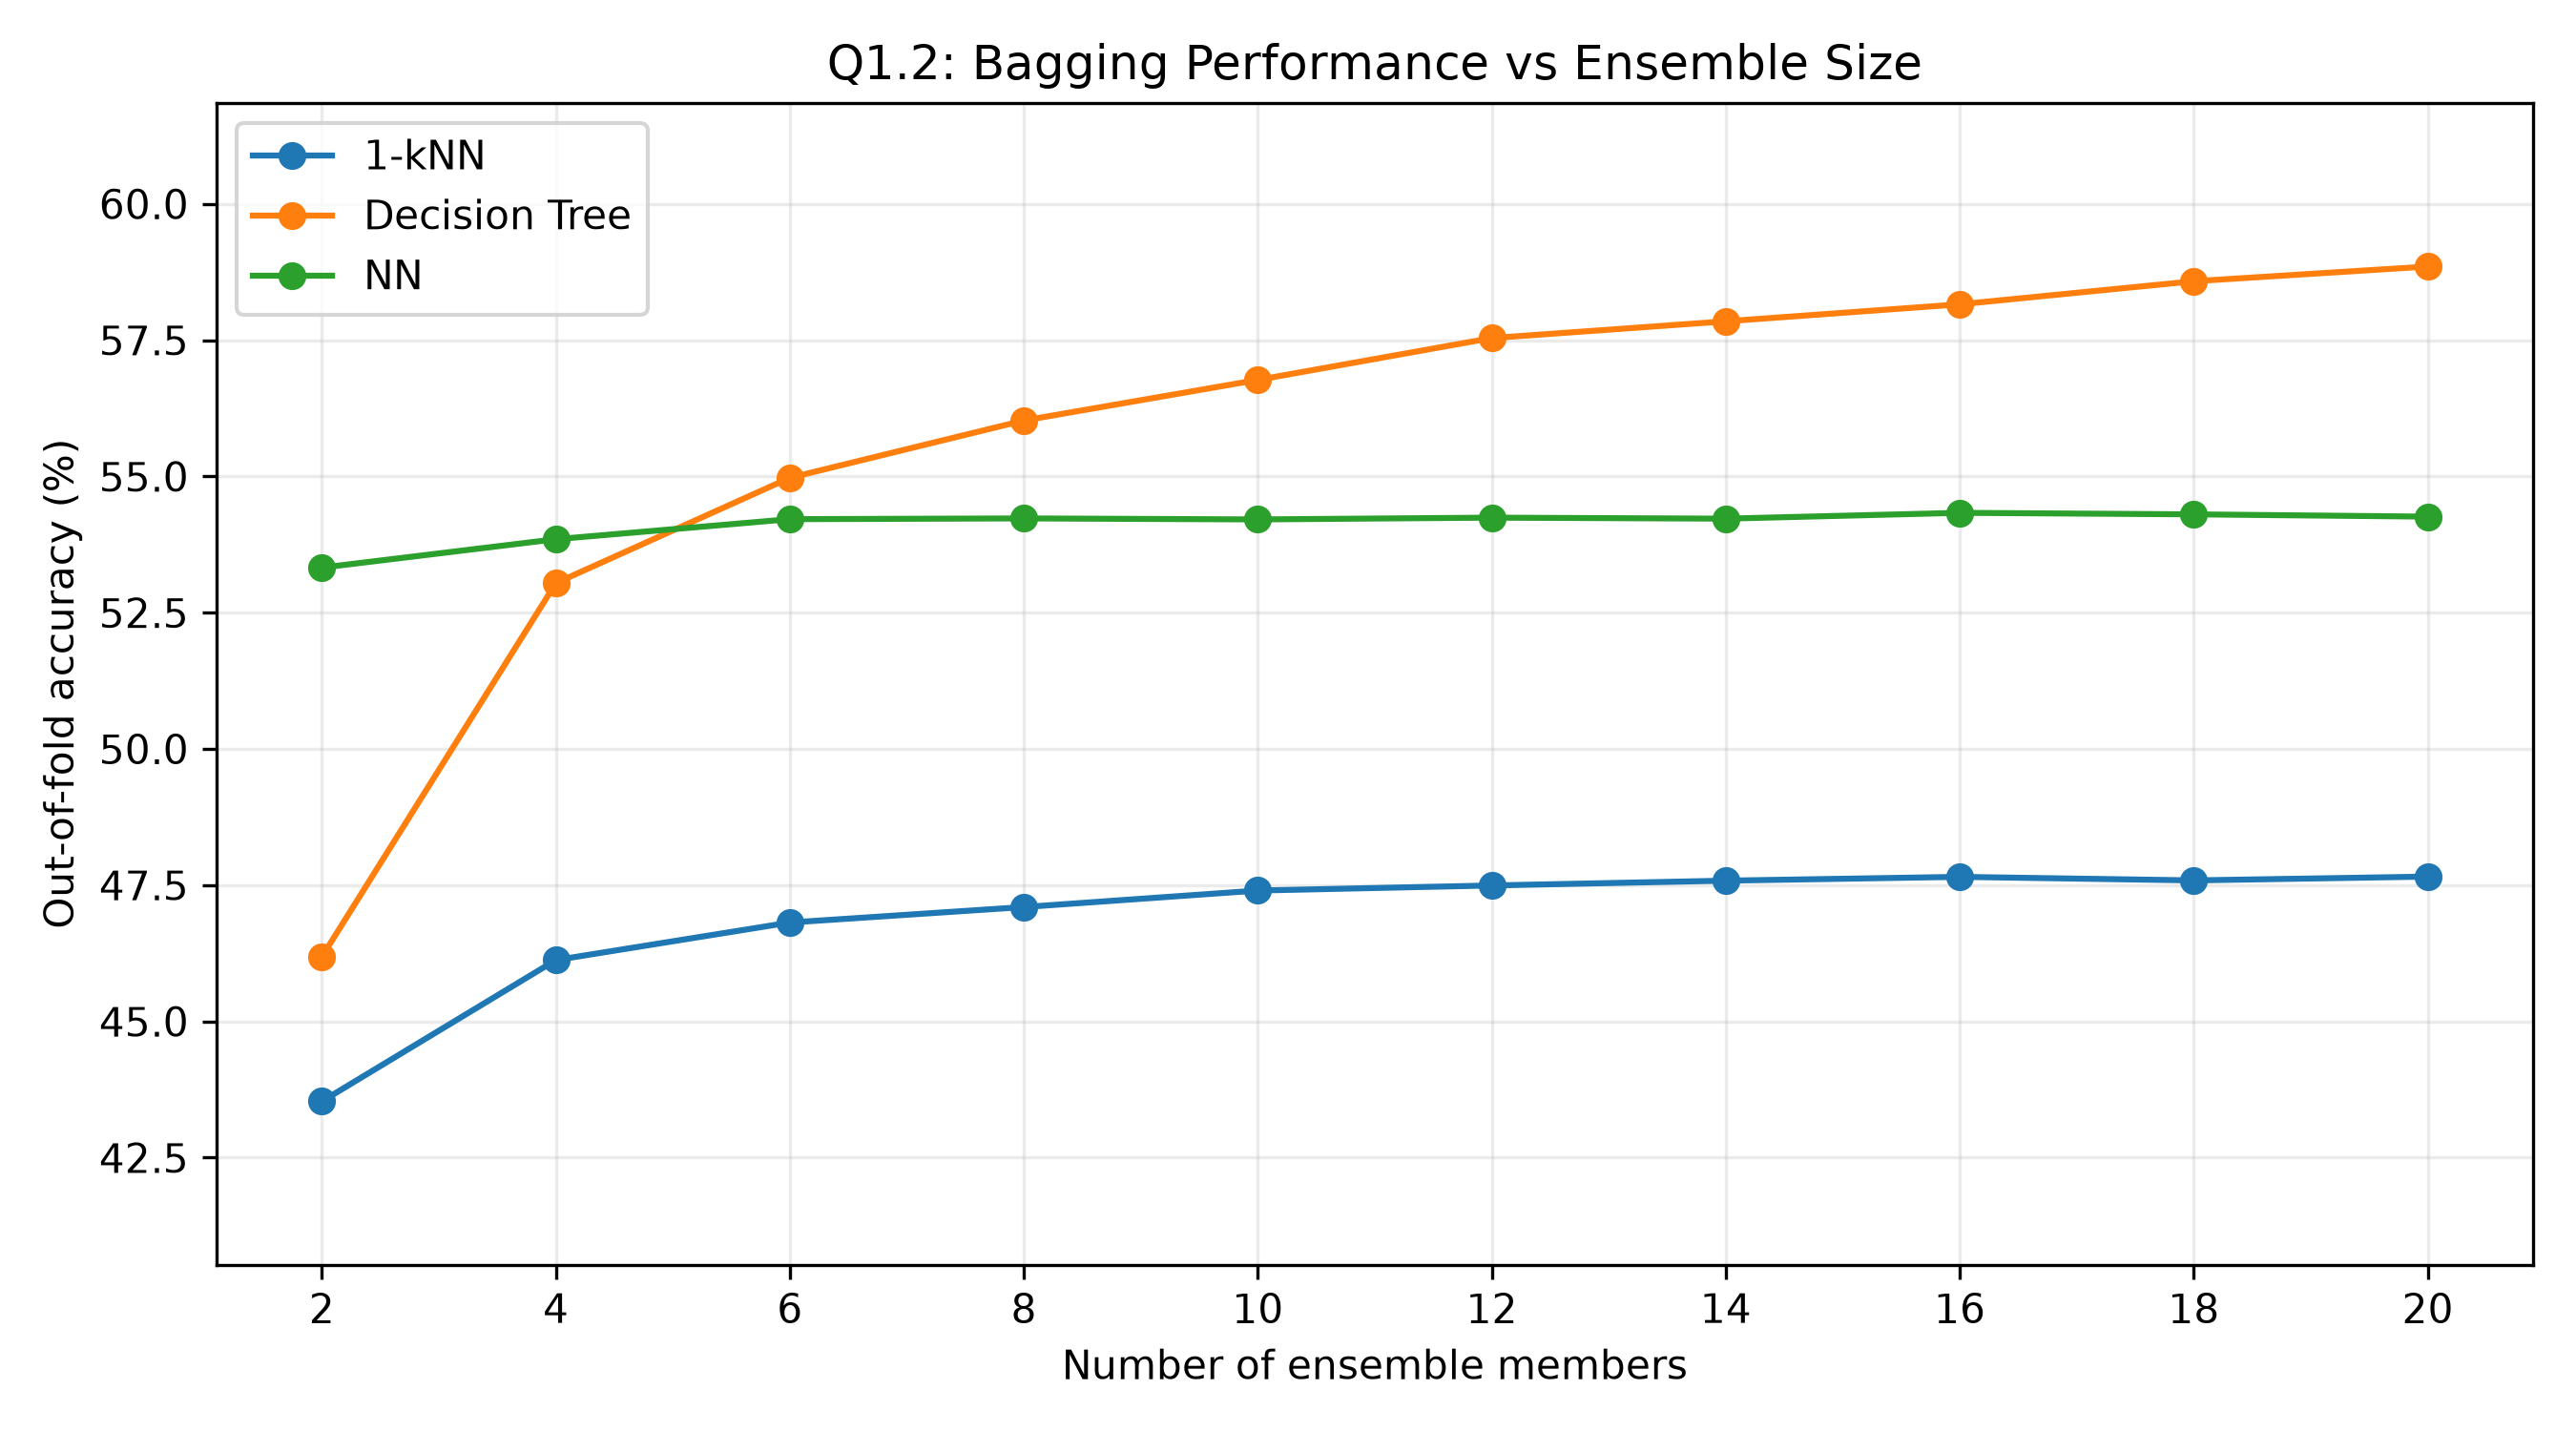 Q1.2: Bagging Performance vs Ensemble Size
1-kNN
Decision Tree
NN
60.0
57.5
55.0
52.5
50.0
47.5
45.0
42.5
Out-of-fold accuracy (%)
2 4 6 8 10 12 14 16 18 20
Number of ensemble members